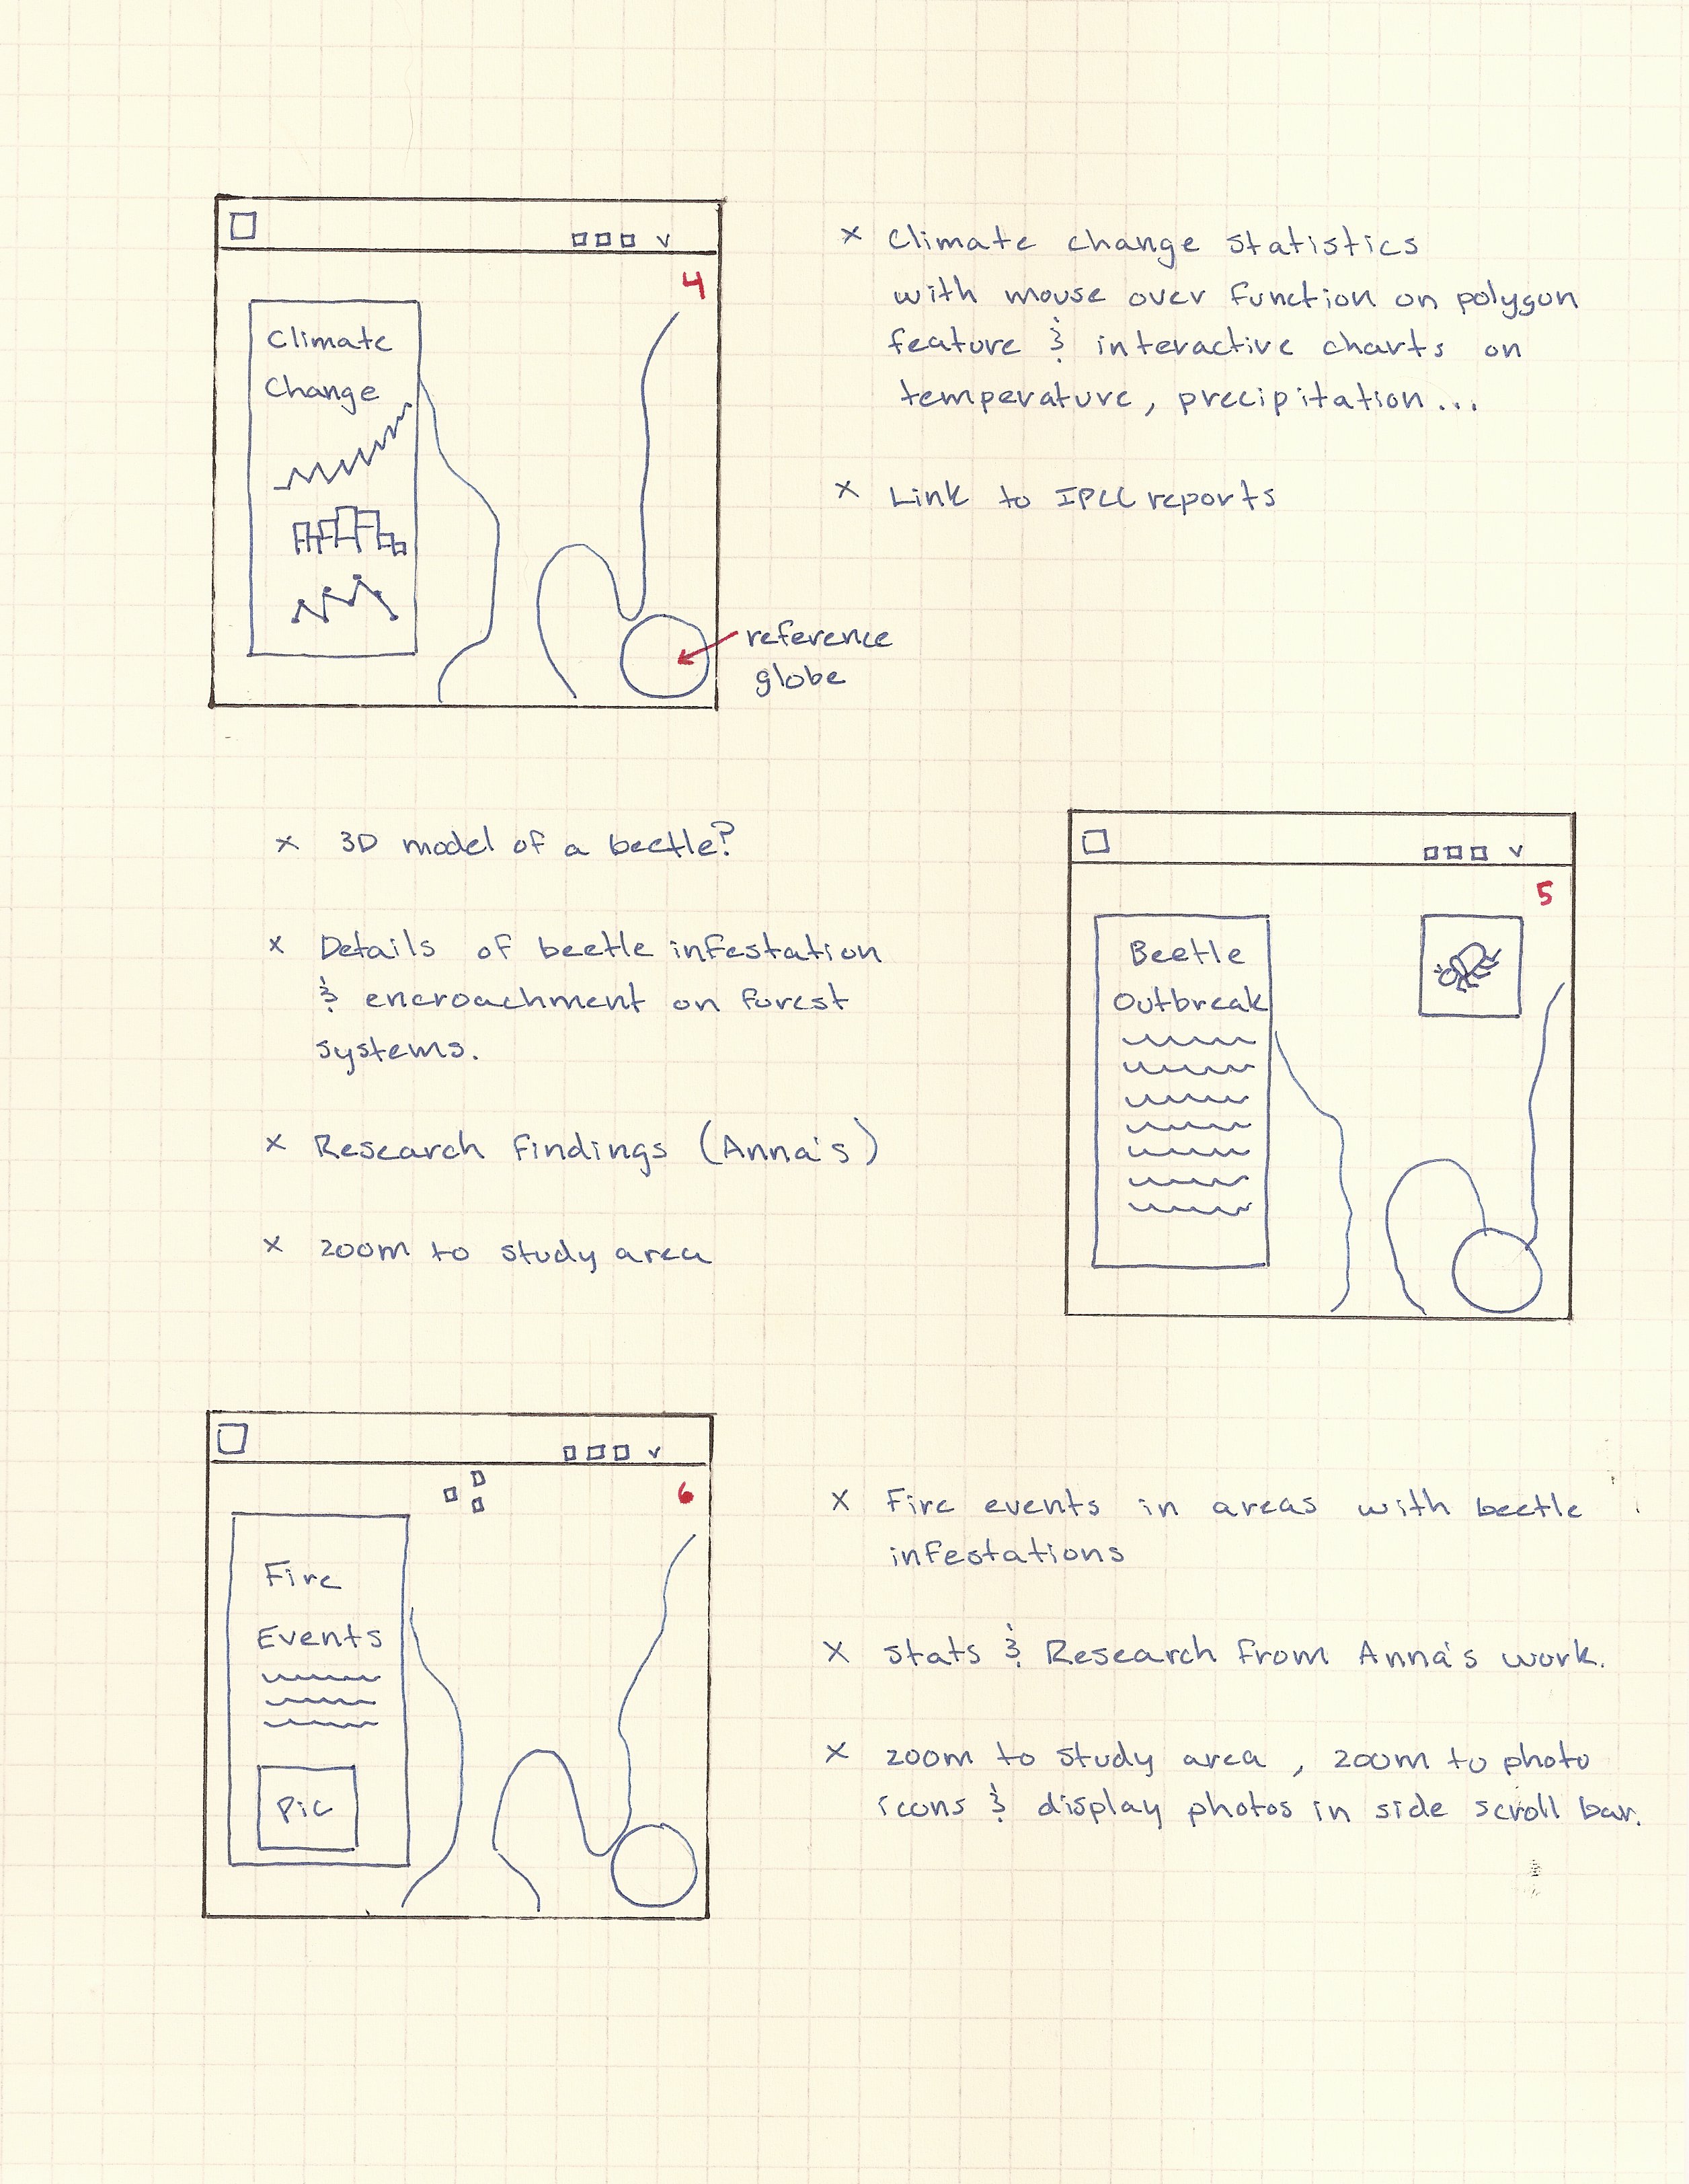 4
Climate
Change
reference
globe
x Climate change statistics
with mouse over function on polygon
feature & interactive charts on
temperature, precipitation...
x Link to IPCC reports
x 3D model of a beetle?
x Details of beetle infestation
& encroachment on forest
systems.
x Research findings (Anna's)
x zoom to study area
5
Beetle
Outbreak
6
Fire
Events
Pic
x Fire events in areas with beetle
infestations
x stats & Research from Anna's work.
x zoom to study area, zoom to photo
icons & display photos in side scroll bar.